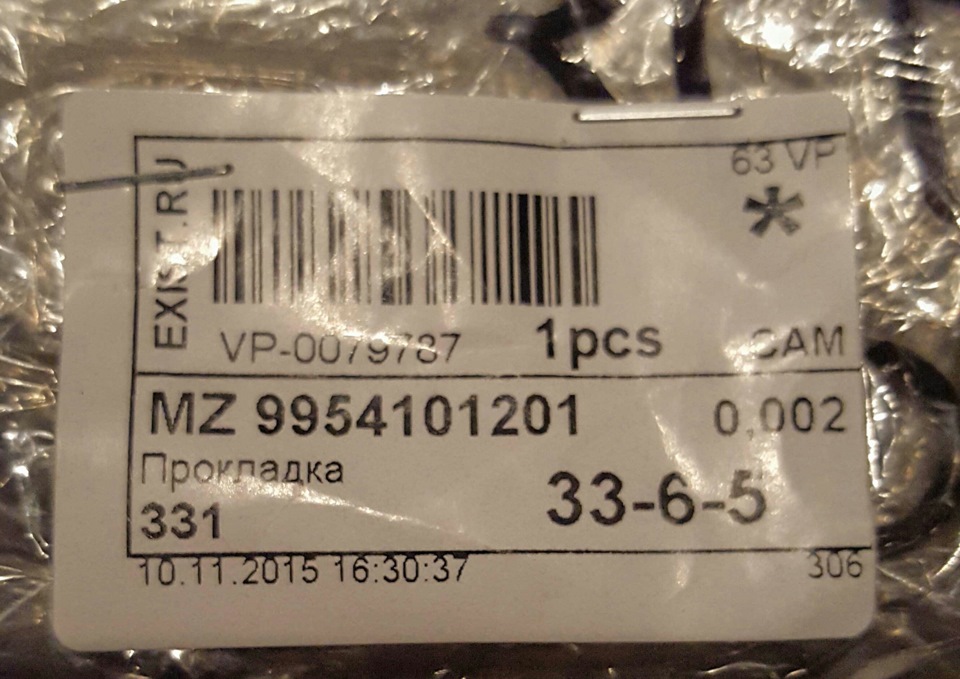 63 VP
*
EXIST.RU
VP-0079787 1pcs CAM
MZ 9954101201 0,002
Прокладка
331 33-6-5
10.11.2015 16:30:37 306